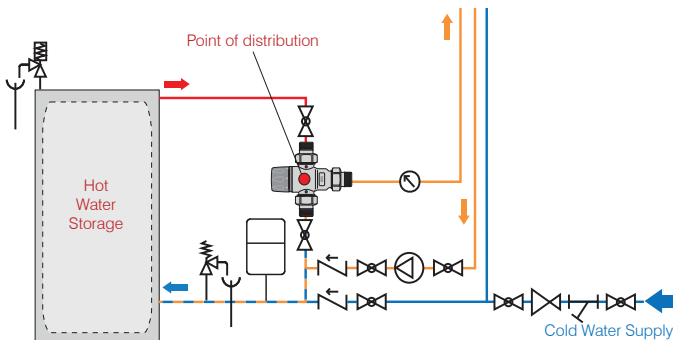 Point of distribution
Hot
Water
Storage
Cold Water Supply